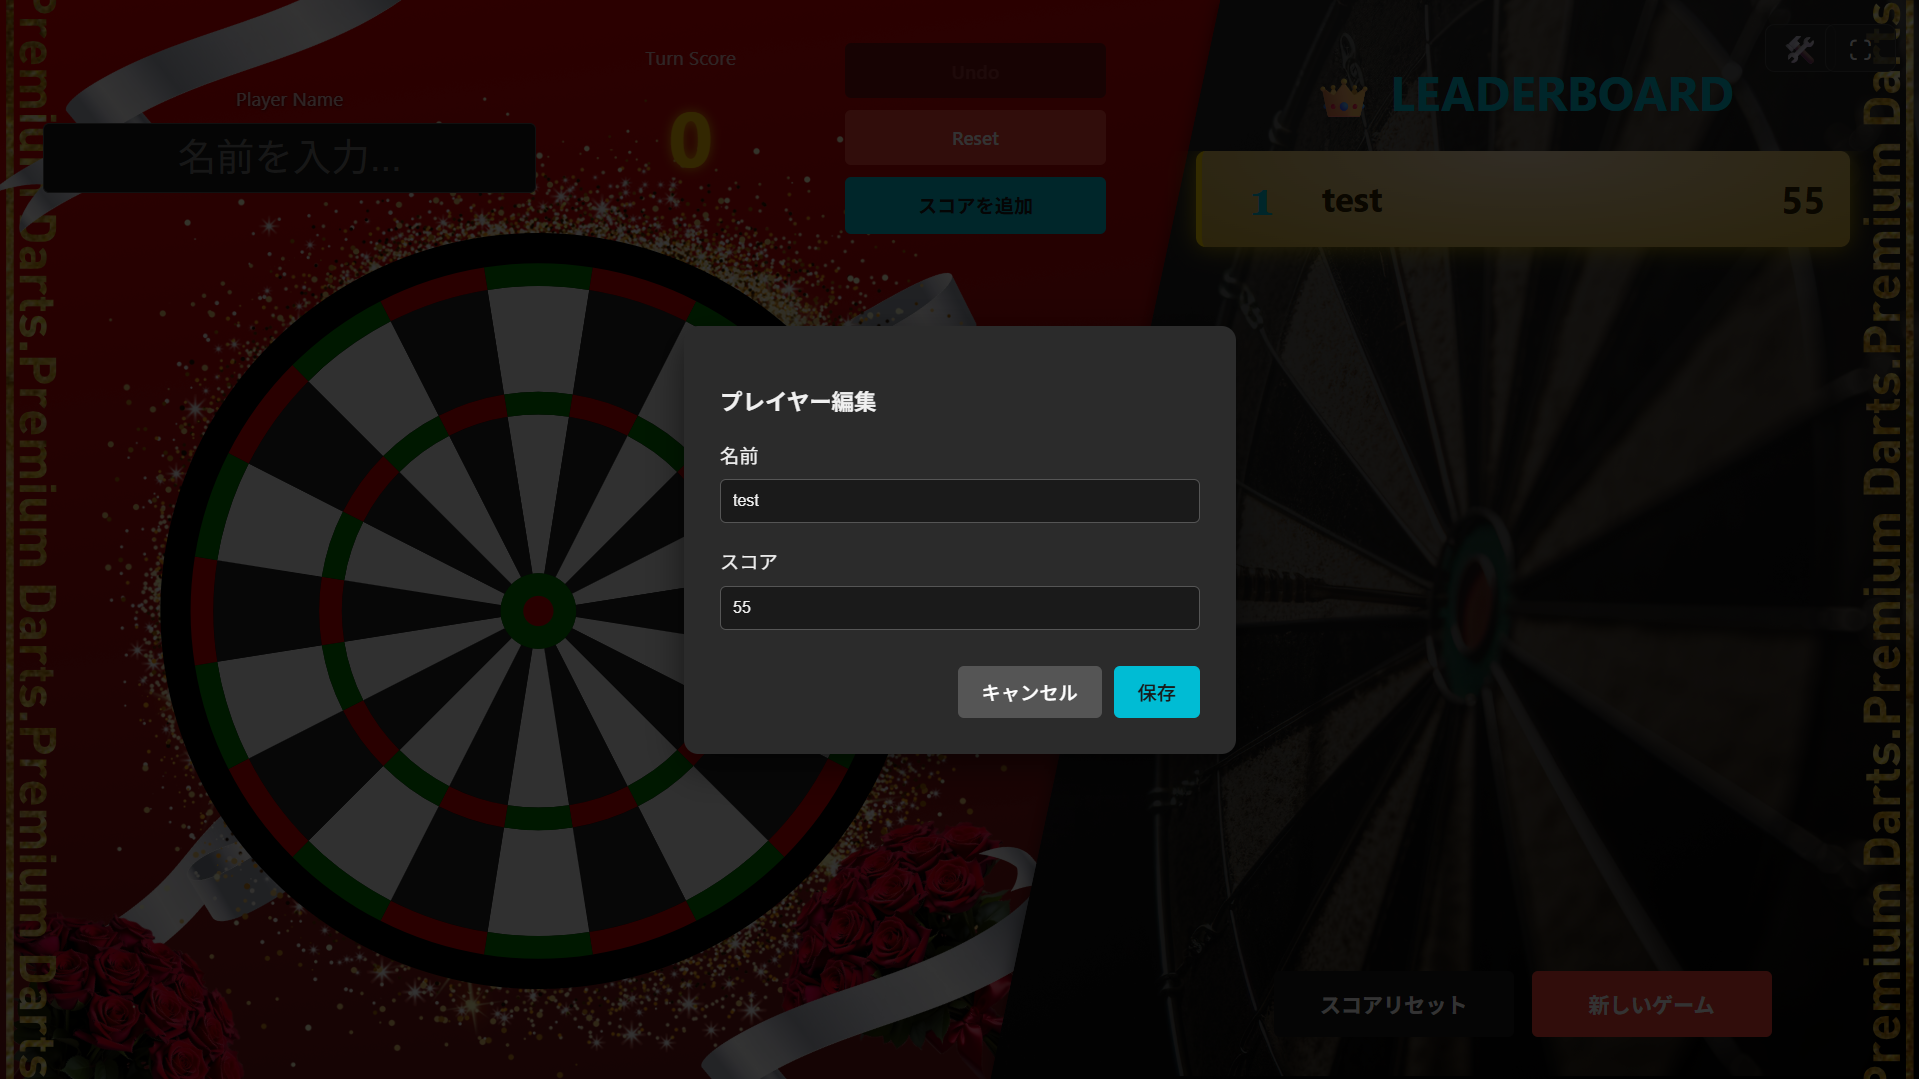 Premium Darts.Premium Darts.Premium Darts
Player Name
名前を入力...
Turn Score
0
Undo
Reset
スコアを追加
LEADERBOARD
1 test 55
プレイヤー編集
名前
test
スコア
55
キャンセル
保存
スコアリセット
新しいゲーム
Premium Darts.Premium Darts.Premium Darts.